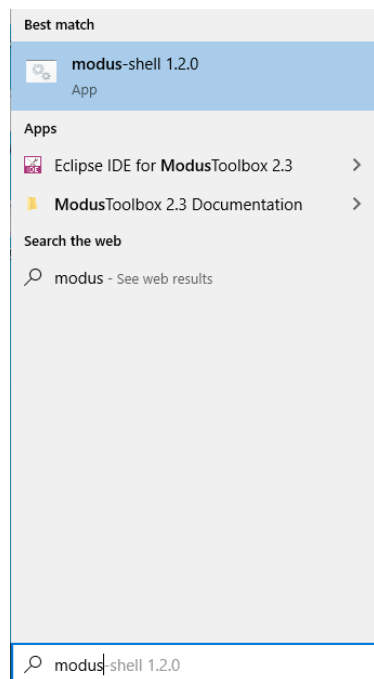 Best match
modus-shell 1.2.0
App
Apps
IDE
Eclipse IDE for ModusToolbox 2.3
ModusToolbox 2.3 Documentation
Search the web
modus - See web results
modus-shell 1.2.0